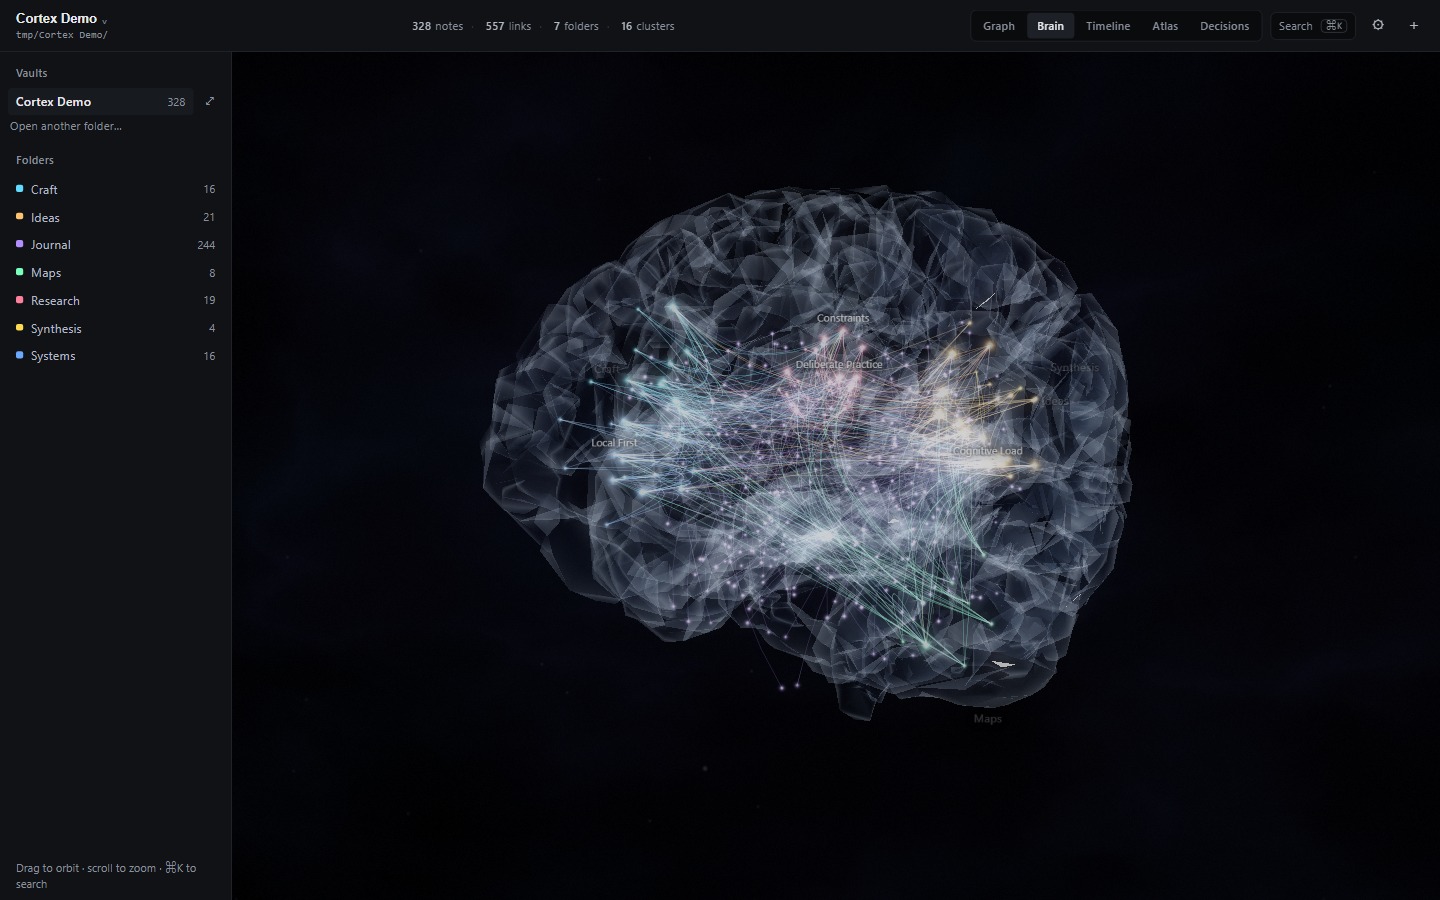 Cortex Demo
tmp/Cortex Demo/
328 notes · 557 links · 7 folders · 16 clusters
Graph Brain Timeline Atlas Decisions
Search ⌘K
Vaults
Cortex Demo 328
Open another folder...
Folders
Craft 16
Ideas 21
Journal 244
Maps 8
Research 19
Synthesis 4
Systems 16
Constraints
Deliberate Practice
Craft
Synthesis
Ideas
Local First
Cognitive Load
Maps
Drag to orbit · scroll to zoom · ⌘K to
search